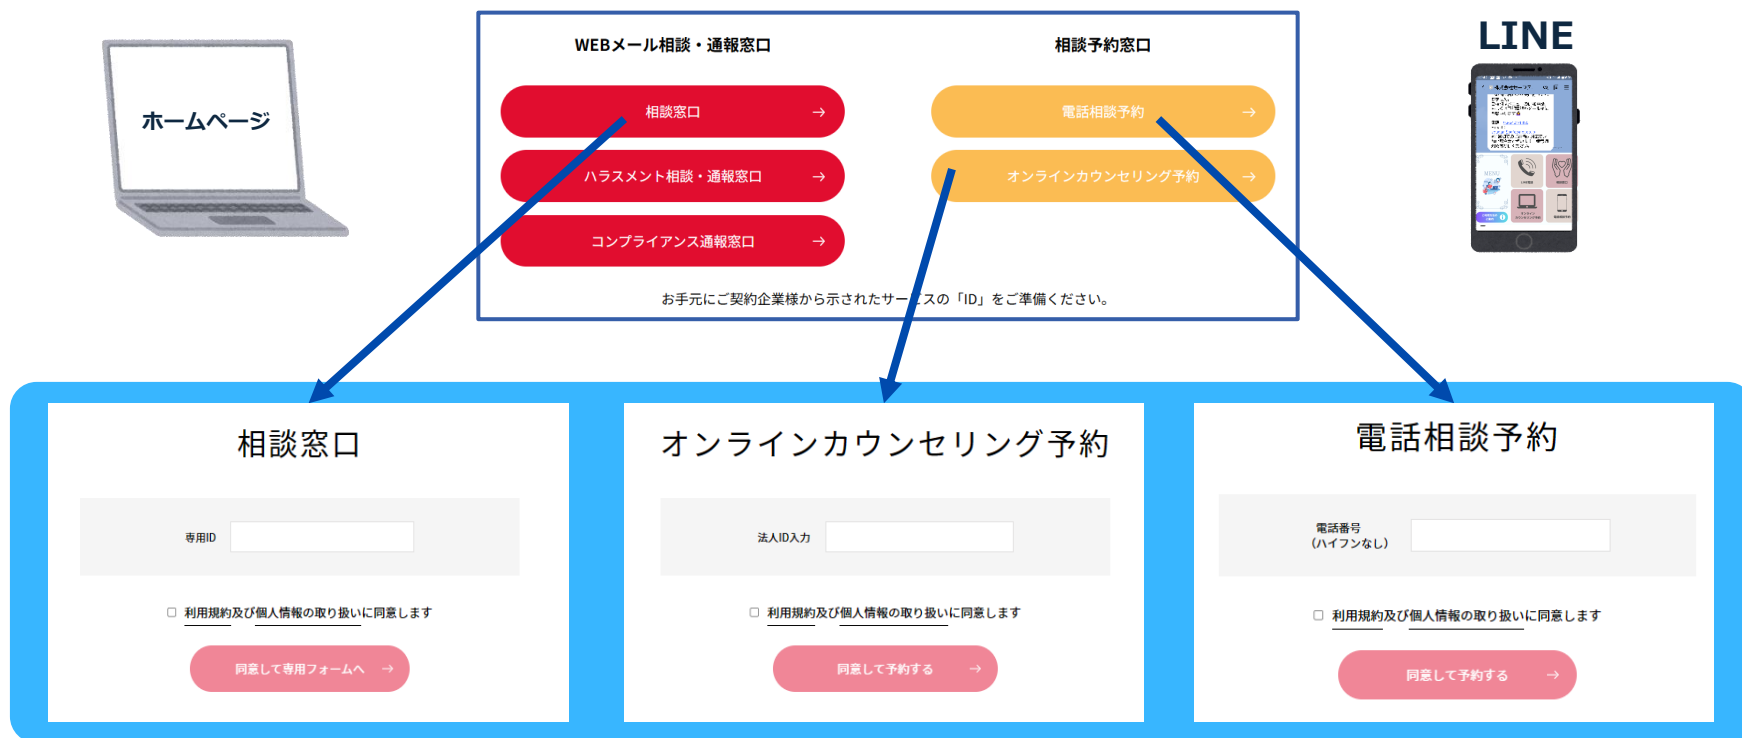 ホームページ
WEBメール相談・通報窓口
相談窓口
ハラスメント相談・通報窓口
コンプライアンス通報窓口
相談予約窓口
電話相談予約
オンラインカウンセリング予約
お手元にご契約企業様から示されたサービスの「ID」をご準備ください。
LINE
MENU
相談窓口
専用ID
利用規約及び個人情報の取り扱いに同意します
同意して専用フォームへ
オンラインカウンセリング予約
法人ID入力
利用規約及び個人情報の取り扱いに同意します
同意して予約する
電話相談予約
電話番号
（ハイフンなし）
利用規約及び個人情報の取り扱いに同意します
同意して予約する